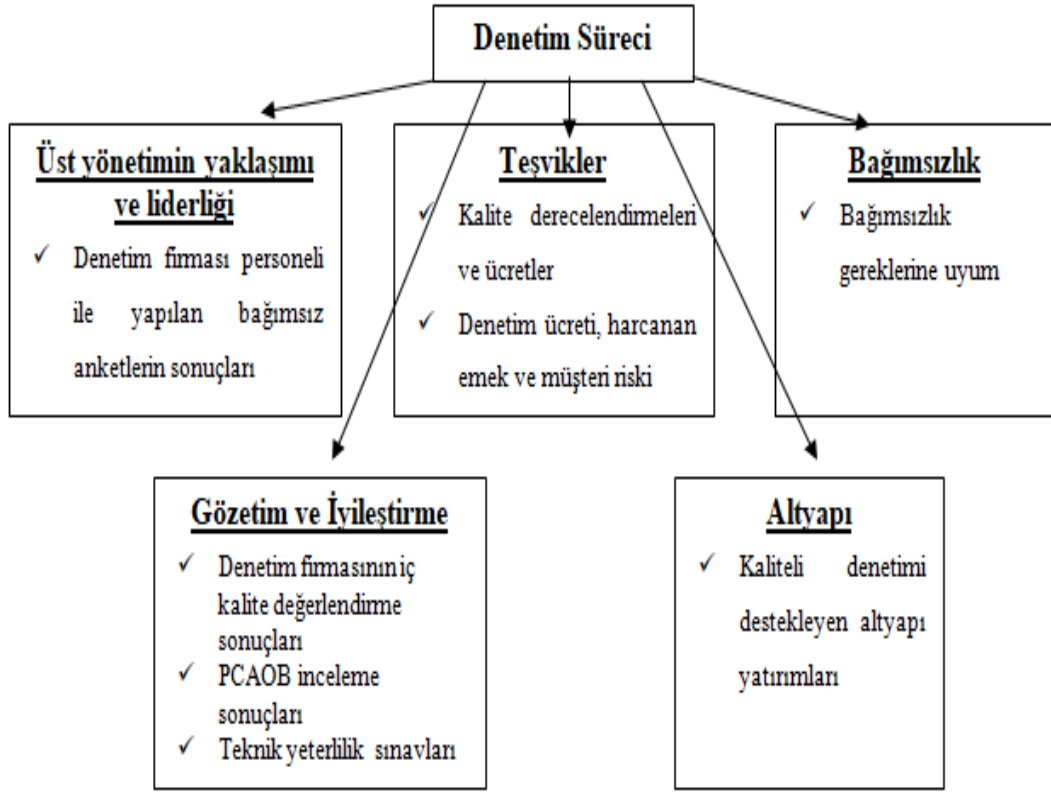 Denetim Süreci
Üst yönetimin yaklaşımı
ve liderliği
✓ Denetim firması personeli
ile yapılan bağımsız
anketlerin sonuçları
Teşvikler
✓ Kalite derecelendirmeleri
ve ücretler
✓ Denetim ücreti, harcanan
emek ve müşteri riski
Bağımsızlık
✓ Bağımsızlık
gereklerine uyum
Gözetim ve İyileştirme
✓ Denetim firmasının iç
kalite değerlendirme
sonuçları
✓ PCAOB inceleme
sonuçları
✓ Teknik yeterlilik sınavları
Altyapı
✓ Kaliteli denetimi
destekleyen altyapı
yatırımları